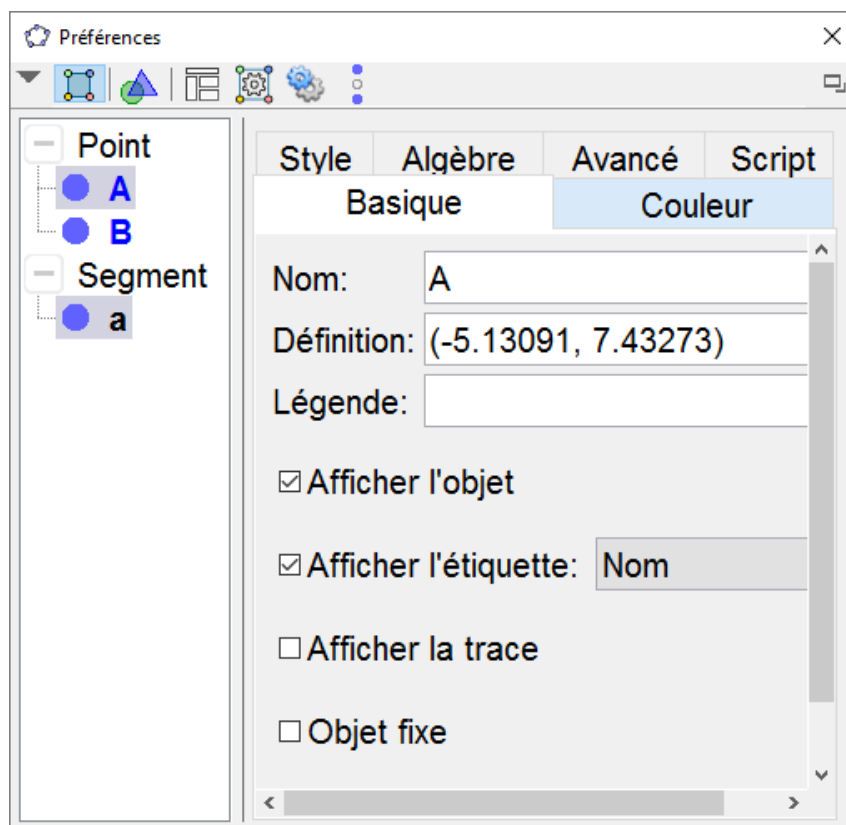 Préférences
Point
A
B
Segment
a
Style Algèbre Avancé Script
Basique Couleur
Nom: A
Définition: (-5.13091, 7.43273)
Légende:
Afficher l'objet
Afficher l'étiquette: Nom
Afficher la trace
Objet fixe